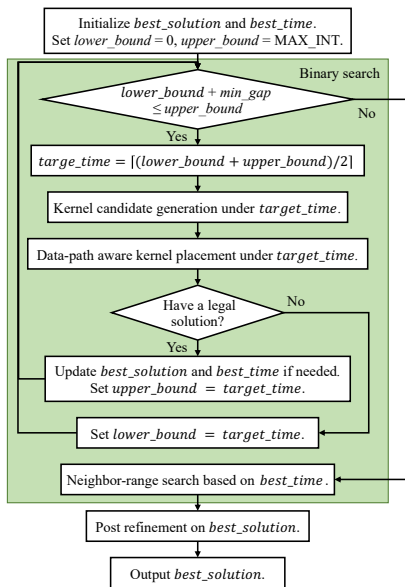 Initialize best_solution and best_time.
Set lower_bound = 0, upper_bound = MAX_INT.
Binary search
lower_bound + min_gap
≤ upper_bound
No
Yes
targe_time = ⌈(lower_bound + upper_bound)/2⌉
Kernel candidate generation under target_time.
Data-path aware kernel placement under target_time.
Have a legal
solution?
No
Yes
Update best_solution and best_time if needed.
Set upper_bound = target_time.
Set lower_bound = target_time.
Neighbor-range search based on best_time.
Post refinement on best_solution.
Output best_solution.